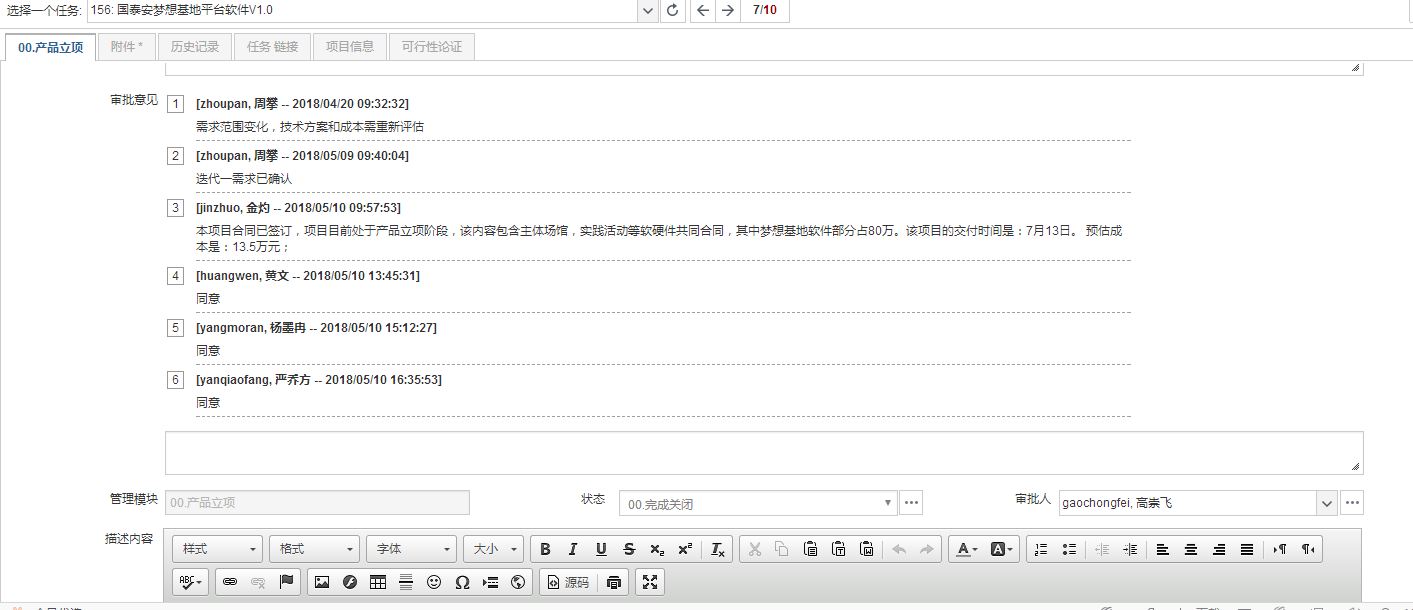 选择一个任务: 156: 国泰安梦想基地平台软件V1.0 7/10
00.产品立项 附件 * 历史记录 任务 链接 项目信息 可行性论证
审批意见
1 [zhoupan, 周攀 -- 2018/04/20 09:32:32]
需求范围变化，技术方案和成本需重新评估
2 [zhoupan, 周攀 -- 2018/05/09 09:40:04]
迭代一需求已确认
3 [jinzhuo, 金灼 -- 2018/05/10 09:57:53]
本项目合同已签订，项目目前处于产品立项阶段，该内容包含主体场馆，实践活动等软硬件共同合同，其中梦想基地软件部分占80万。该项目的交付时间是：7月13日。 预估成
本是：13.5万元；
4 [huangwen, 黄文 -- 2018/05/10 13:45:31]
同意
5 [yangmoran, 杨墨冉 -- 2018/05/10 15:12:27]
同意
6 [yanqiaofang, 严乔方 -- 2018/05/10 16:35:53]
同意
管理模块 00.产品立项 状态 00.完成关闭 审批人 gaochongfei, 高崇飞
描述内容
样式 格式 字体 大小
源码